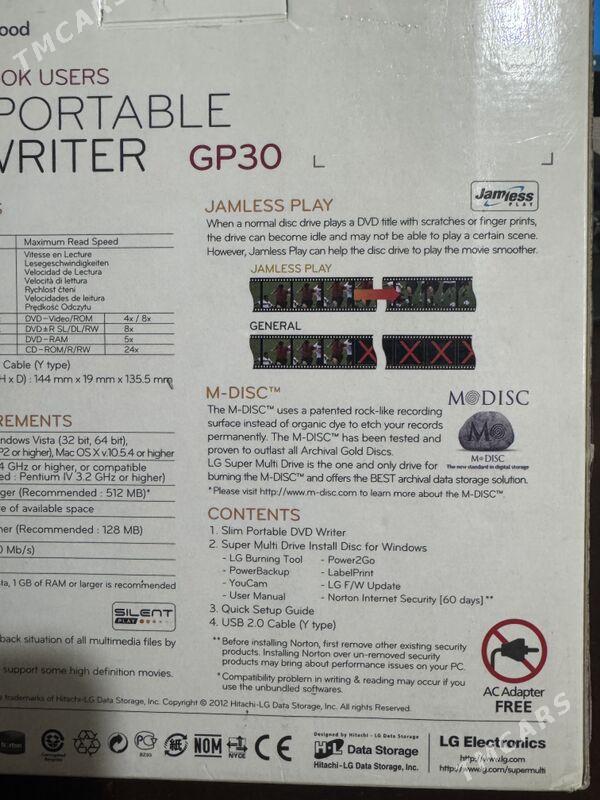 ood
TMCARS
OK USERS
PORTABLE
WRITER GP30
S
Maximum Read Speed
Vitesse en Lecture
Lesegeschwindigkeiten
Velocidad de Lectura
Velocità di lettura
Rychlost čtení
Velocidades de leitura
Prędkość Odczytu
DVD-Video/ROM 4x / 8x
DVD±R SL/DL/RW 8x
DVD-RAM 5x
CD-ROM/R/RW 24x
Cable (Y type)
H x D) : 144 mm x 19 mm x 135.5 mm
REMENTS
ndows Vista (32 bit, 64 bit),
P2 or higher), Mac OS X v.10.5.4 or higher
4 GHz or higher, or compatible
ed : Pentium IV 3.2 GHz or higher)
ger (Recommended : 512 MB)*
re of available space
her (Recommended : 128 MB)
0 Mb/s)
sta, 1 GB of RAM or larger is recommended
SILENT
PLAY
back situation of all multimedia files by
support some high definition movies.
Jamless
PLAY
JAMLESS PLAY
When a normal disc drive plays a DVD title with scratches or finger prints,
the drive can become idle and may not be able to play a certain scene.
However, Jamless Play can help the disc drive to play the movie smoother.
JAMLESS PLAY
GENERAL
M-DISC™
The M-DISC™ uses a patented rock-like recording
surface instead of organic dye to etch your records
permanently. The M-DISC™ has been tested and
proven to outlast all Archival Gold Discs.
LG Super Multi Drive is the one and only drive for
burning the M-DISC™ and offers the BEST archival data storage solution.
*Please visit http://www.m-disc.com to learn more about the M-DISC™.
M DISC
M DISC
The new standard in digital storage
CONTENTS
1. Slim Portable DVD Writer
2. Super Multi Drive Install Disc for Windows
- LG Burning Tool - Power2Go
- PowerBackup - LabelPrint
- YouCam - LG F/W Update
- User Manual - Norton Internet Security [60 days].**
3. Quick Setup Guide
4. USB 2.0 Cable (Y type)
**Before installing Norton, first remove other existing security
products. Installing Norton over un-removed security
products may bring about performance issues on your PC.
*Compatibility problem in writing & reading may occur if you
use the unbundled softwares.
AC Adapter
FREE
e trademarks of Hitachi-LG Data Storage, Inc. Copyright © 2012 Hitachi-LG Data Storage, Inc. All rights reserved.
Norton
PCT
紙
NOM
NYCE
CE
Designed by Hitachi - LG Data Storage
Data Storage
Hitachi-LG Data Storage, Inc.
LG Electronics
http://www.lg.com
http://www.lg.com/supermulti
TMCARS